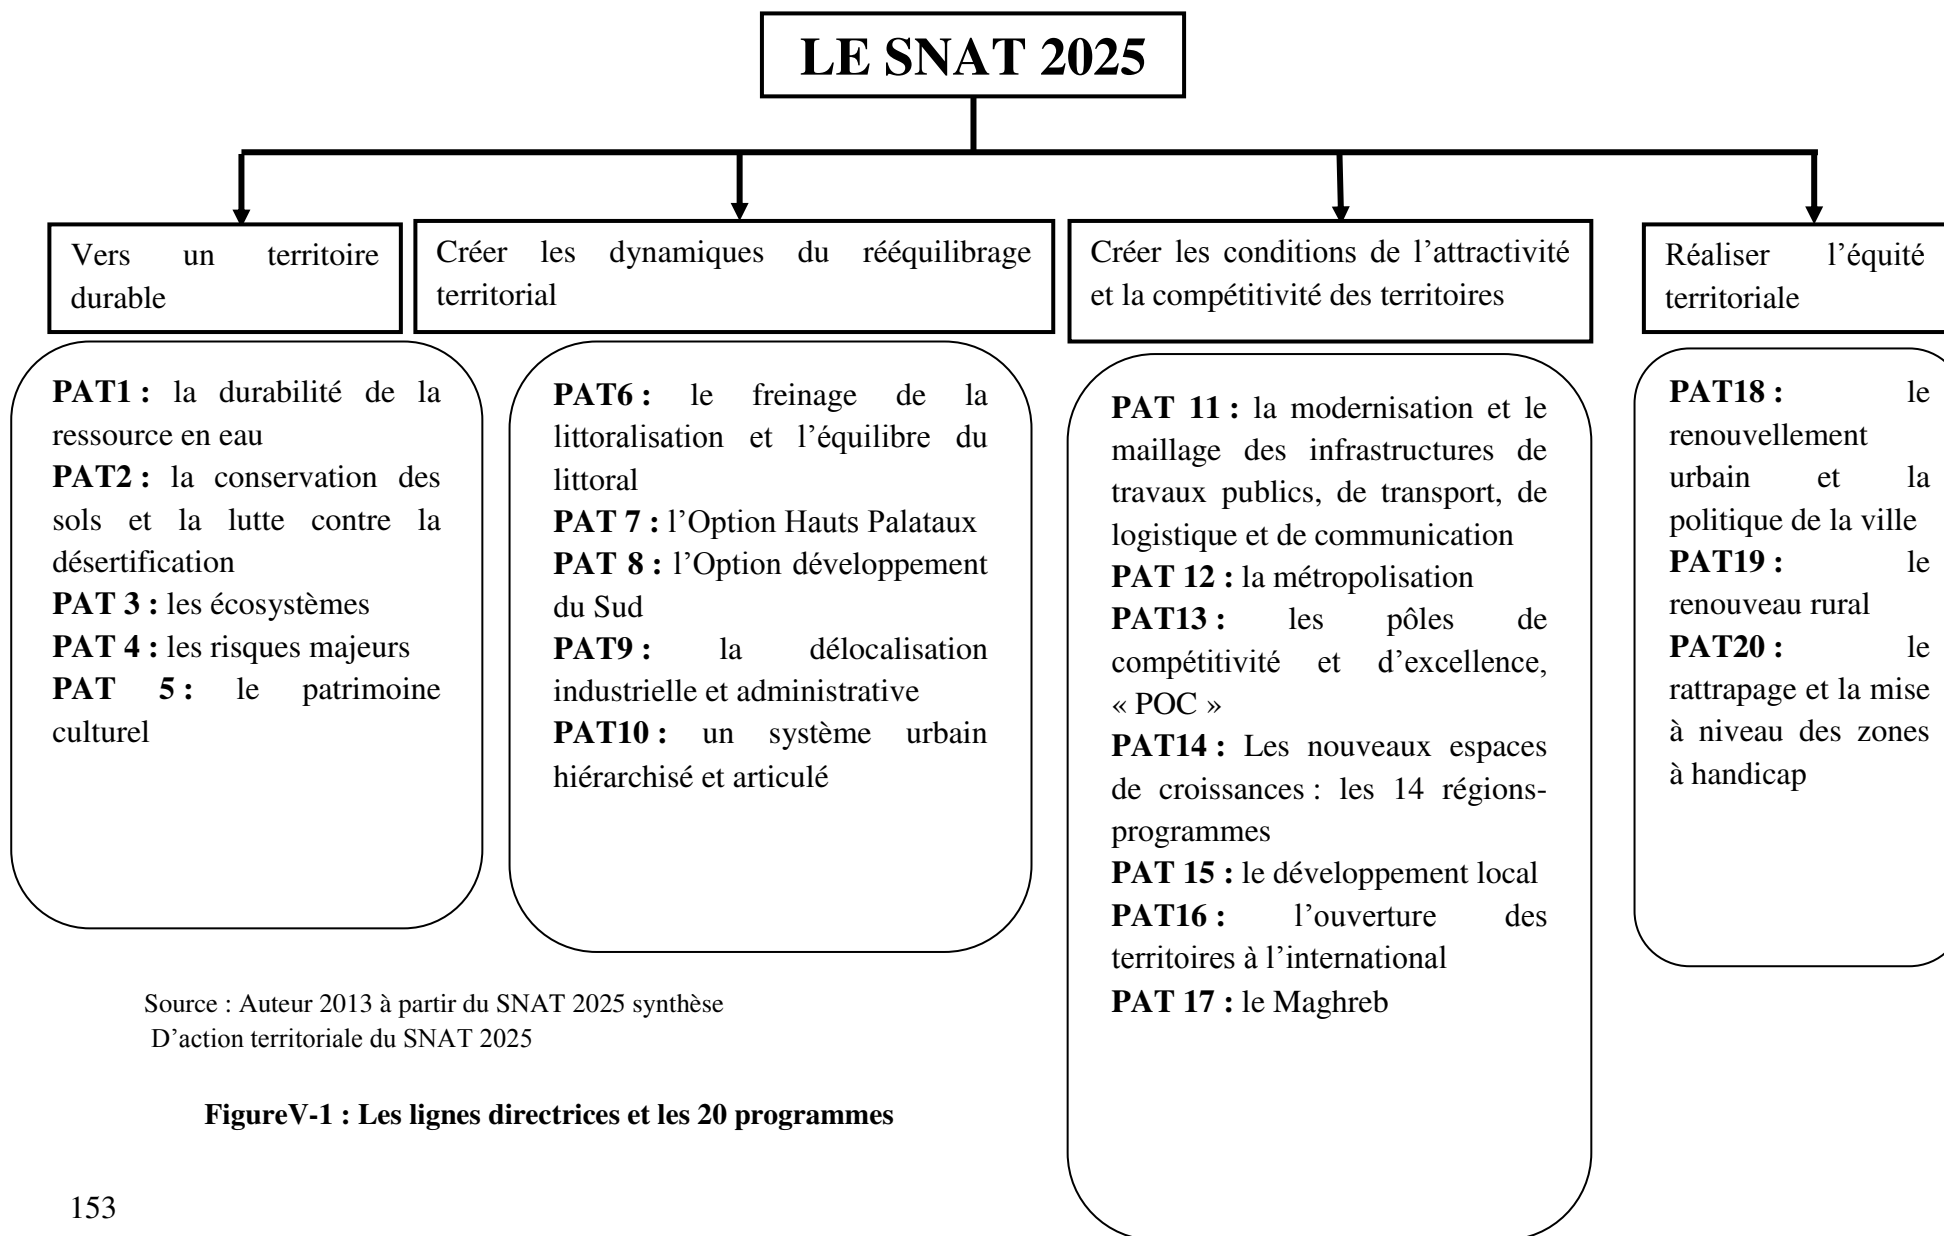 LE SNAT 2025
Vers un territoire
durable
Créer les dynamiques du rééquilibrage
territorial
Créer les conditions de l’attractivité
et la compétitivité des territoires
Réaliser l’équité
territoriale
PAT1 : la durabilité de la
ressource en eau
PAT2 : la conservation des
sols et la lutte contre la
désertification
PAT 3 : les écosystèmes
PAT 4 : les risques majeurs
PAT 5 : le patrimoine
culturel
PAT6 : le freinage de la
littoralisation et l’équilibre du
littoral
PAT 7 : l’Option Hauts Palataux
PAT 8 : l’Option développement
du Sud
PAT9 : la délocalisation
industrielle et administrative
PAT10 : un système urbain
hiérarchisé et articulé
PAT 11 : la modernisation et le
maillage des infrastructures de
travaux publics, de transport, de
logistique et de communication
PAT 12 : la métropolisation
PAT13 : les pôles de
compétitivité et d’excellence,
« POC »
PAT14 : Les nouveaux espaces
de croissances : les 14 régions-
programmes
PAT 15 : le développement local
PAT16 : l’ouverture des
territoires à l’international
PAT 17 : le Maghreb
PAT18 : le
renouvellement
urbain et la
politique de la ville
PAT19 : le
renouveau rural
PAT20 : le
rattrapage et la mise
à niveau des zones
à handicap
Source : Auteur 2013 à partir du SNAT 2025 synthèse
D’action territoriale du SNAT 2025
FigureV-1 : Les lignes directrices et les 20 programmes
153